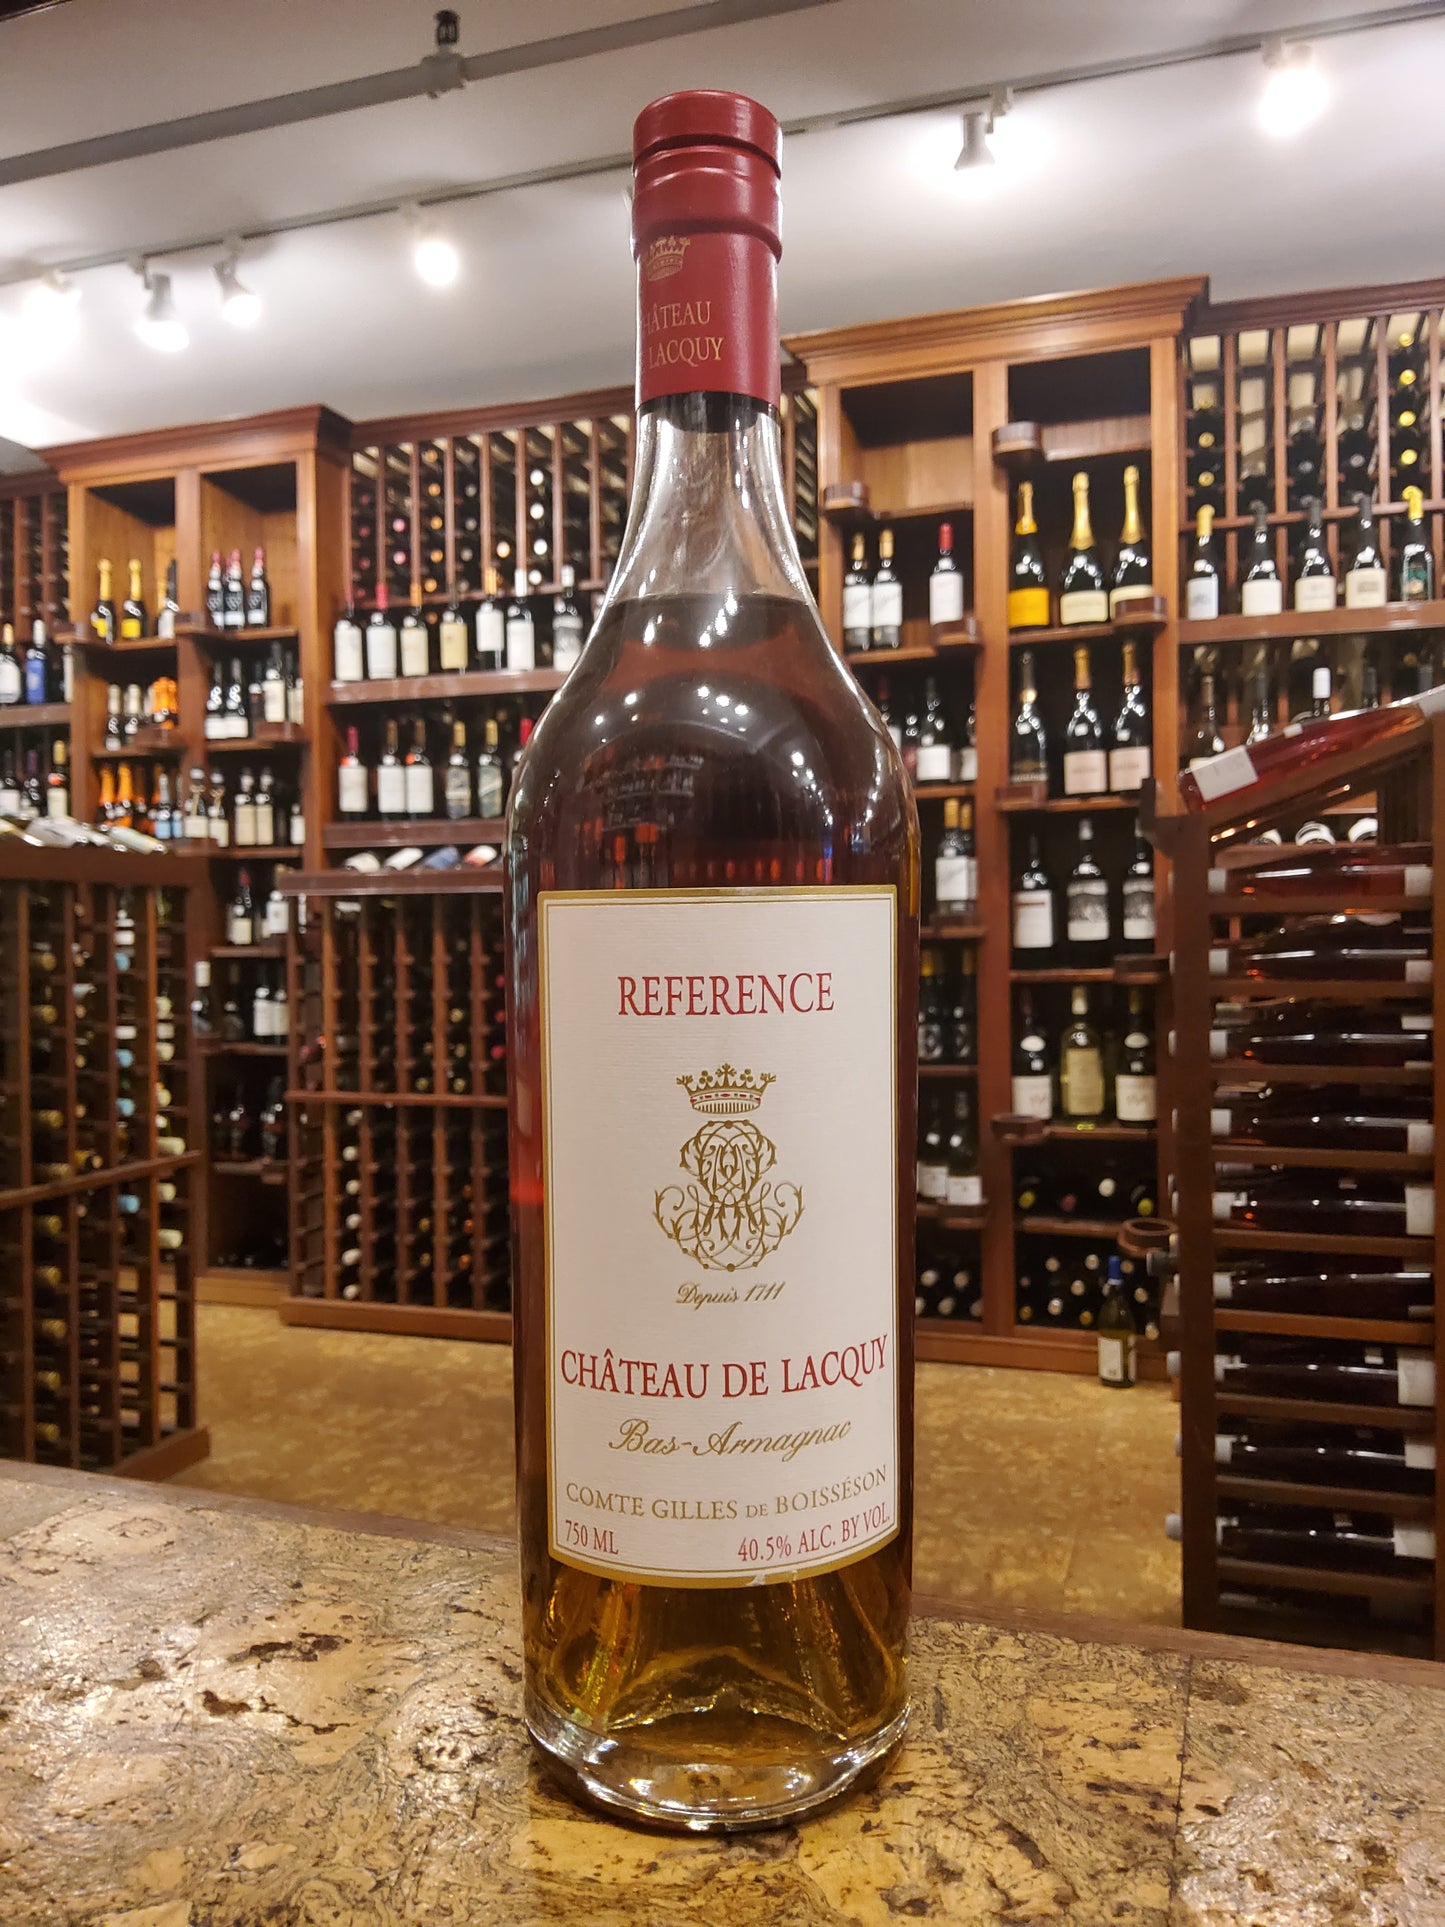 CHÂTEAU
LACQUY
REFERENCE
Depuis 1711
CHÂTEAU DE LACQUY
Bas-Armagnac
COMTE GILLES DE BOISSÉSON
750 ML 40.5% ALC. BY VOL.